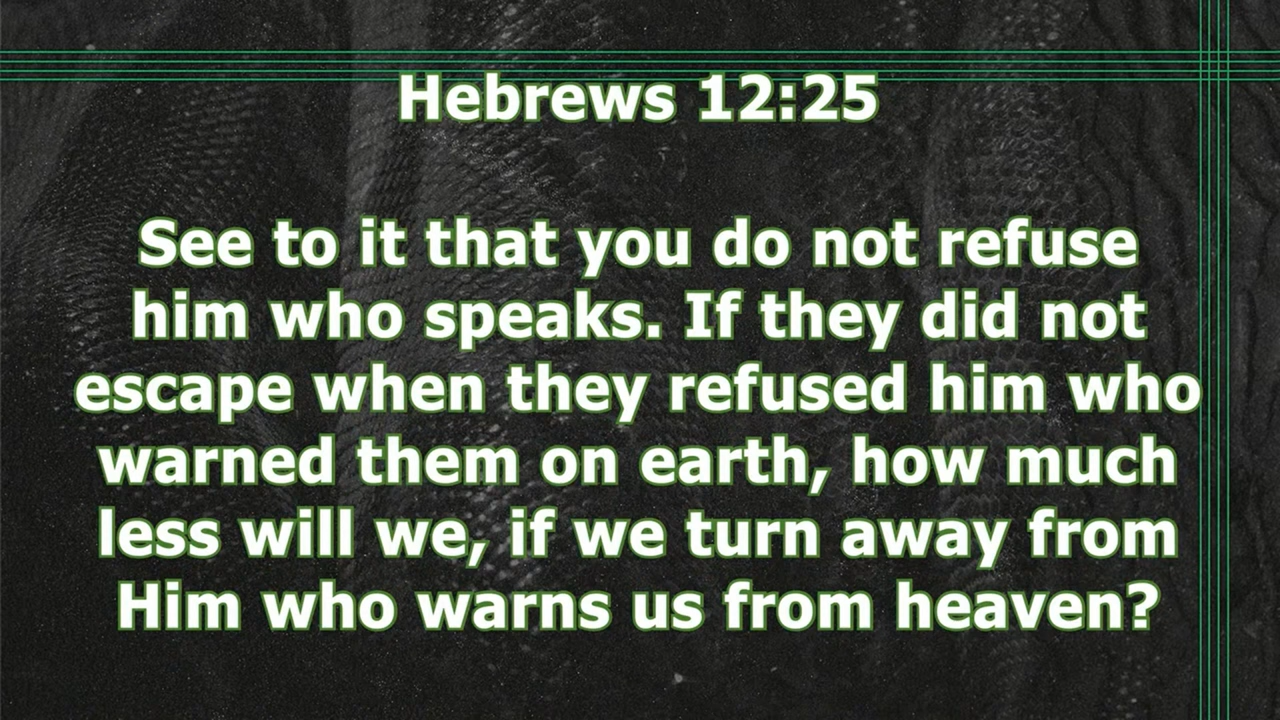 Hebrews 12:25
See to it that you do not refuse
him who speaks. If they did not
escape when they refused him who
warned them on earth, how much
less will we, if we turn away from
Him who warns us from heaven?